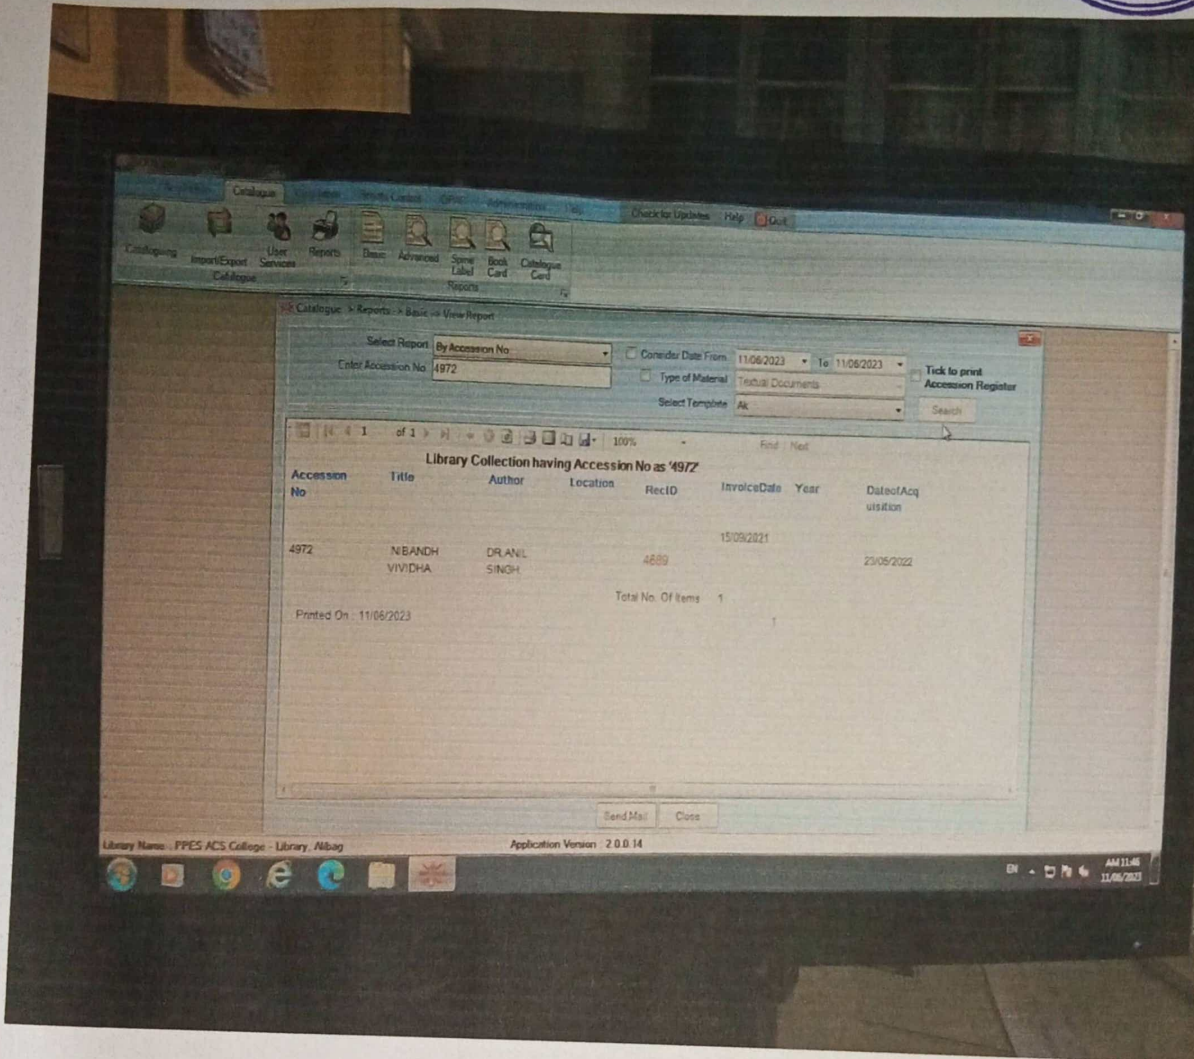 Catalogue
Check for Updates Help Quit
Cataloguing Import/Export User Services Reports Basic Advanced Spine Label Book Card Catalogue Card
Catalogue Reports
Catalogue -> Reports -> Basic -> View Report
Select Report By Accession No
Consider Date From 11/06/2023 To 11/06/2023
Enter Accession No 4972
Type of Material Textual Documents
Tick to print
Accession Register
Select Template Ak
Search
1 of 1 100% Find Next
Library Collection having Accession No as '4972'
Accession No Title Author Location RecID InvoiceDate Year DateofAcquisition
15/09/2021
4972 NIBANDH DR.ANIL 4689 23/05/2022
VIVIDHA SINGH
Total No. Of Items 1
Printed On : 11/06/2023
1
Send Mail Close
Library Name : PPES ACS College - Library, Alibag Application Version : 2.0.0.14
EN AM 11:46
11/06/2023